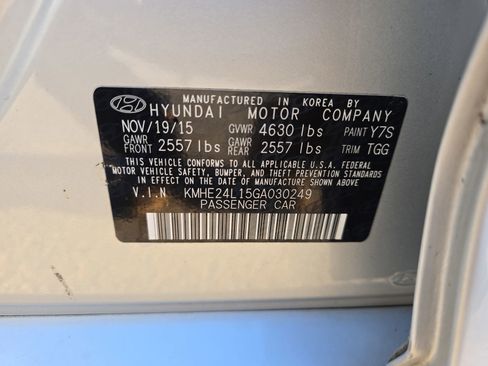 MANUFACTURED IN KOREA BY
HYUNDAI MOTOR COMPANY
NOV/19/15 GVWR 4630 lbs PAINT Y7S
GAWR FRONT 2557 lbs GAWR REAR 2557 lbs TRIM TGG
THIS VEHICLE CONFORMS TO ALL APPLICABLE U.S.A. FEDERAL
MOTOR VEHICLE SAFETY, BUMPER, AND THEFT PREVENTION
STANDARDS IN EFFECT ON THE DATE OF MANUFACTURE SHOWN ABOVE.
V.I.N. KMHE24L15GA030249
PASSENGER CAR